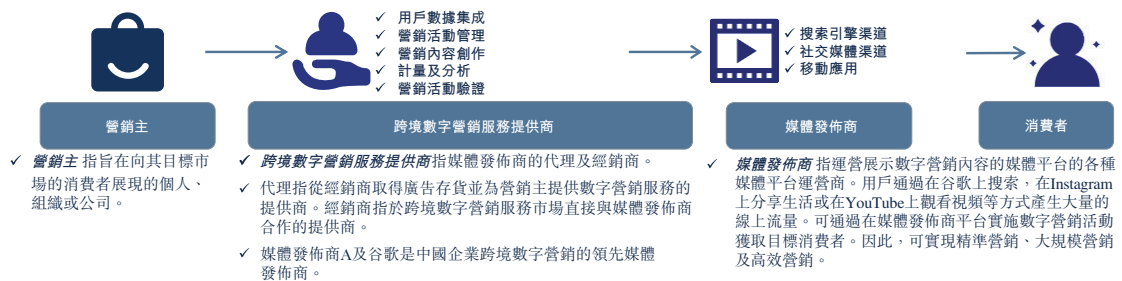 ✓ 用戶數據集成
✓ 營銷活動管理
✓ 營銷內容創作
✓ 計量及分析
✓ 營銷活動驗證
✓ 搜索引擎渠道
✓ 社交媒體渠道
✓ 移動應用
營銷主
跨境數字營銷服務提供商
媒體發佈商
消費者
✓ 營銷主 指旨在向其目標市
場的消費者展現的個人、
組織或公司。
✓ 跨境數字營銷服務提供商指媒體發佈商的代理及經銷商。
✓ 代理指從經銷商取得廣告存貨並為營銷主提供數字營銷服務的
提供商。經銷商指於跨境數字營銷服務市場直接與媒體發佈商
合作的提供商。
✓ 媒體發佈商A及谷歌是中國企業跨境數字營銷的領先媒體
發佈商。
✓ 媒體發佈商 指運營展示數字營銷內容的媒體平台的各種
媒體平台運營商。用戶通過在谷歌上搜索，在Instagram
上分享生活或在YouTube上觀看視頻等方式產生大量的
線上流量。可通過在媒體發佈商平台實施數字營銷活動
獲取目標消費者。因此，可實現精準營銷、大規模營銷
及高效營銷。